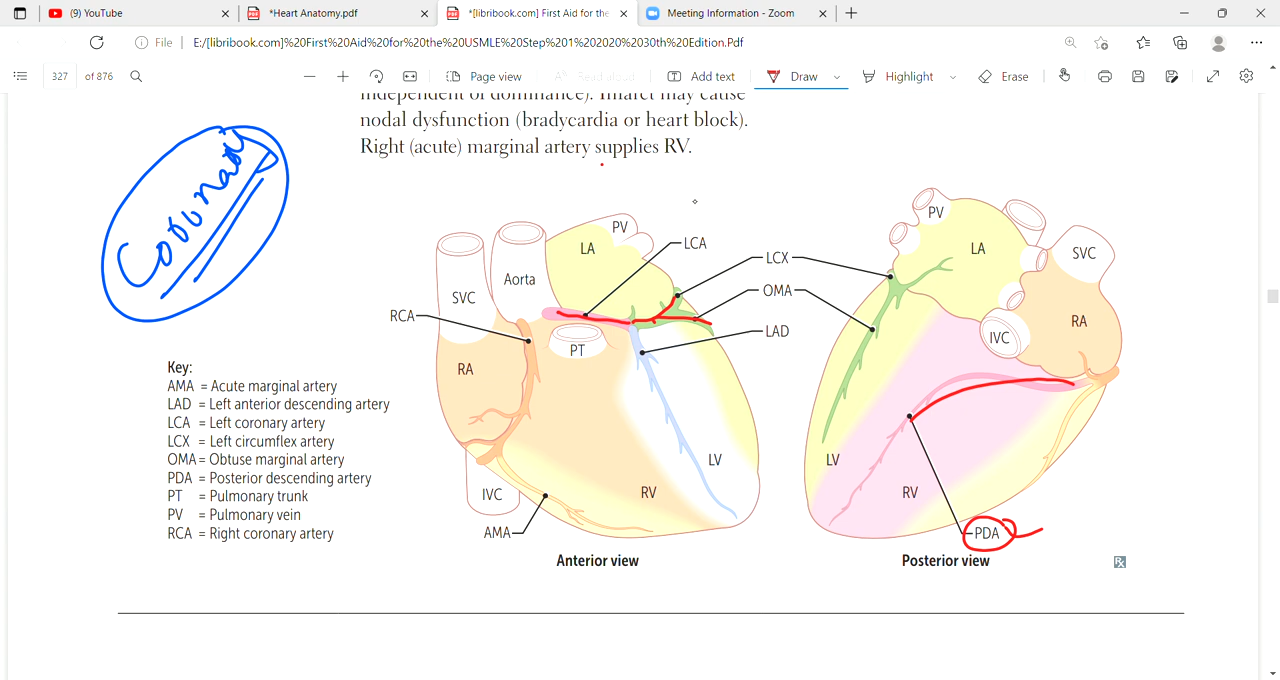 (9) YouTube
*Heart Anatomy.pdf
*[libribook.com] First Aid for the
Meeting Information - Zoom
File
E:/[libribook.com]%20First%20Aid%20for%20the%20USMLE%20Step%201%202020%2030th%20Edition.Pdf
327 of 876
Page view
Read aloud
Add text
Draw
Highlight
Erase
independent of dominance). Infarct may cause
nodal dysfunction (bradycardia or heart block).
Right (acute) marginal artery supplies RV.
Coronary
SVC
Aorta
LA
PV
LCA
RCA
PT
RA
LCX
OMA
LAD
LV
RV
IVC
AMA
Anterior view
PV
LA
SVC
RA
IVC
LV
RV
PDA
Posterior view
Rx
Key:
AMA = Acute marginal artery
LAD = Left anterior descending artery
LCA = Left coronary artery
LCX = Left circumflex artery
OMA = Obtuse marginal artery
PDA = Posterior descending artery
PT = Pulmonary trunk
PV = Pulmonary vein
RCA = Right coronary artery